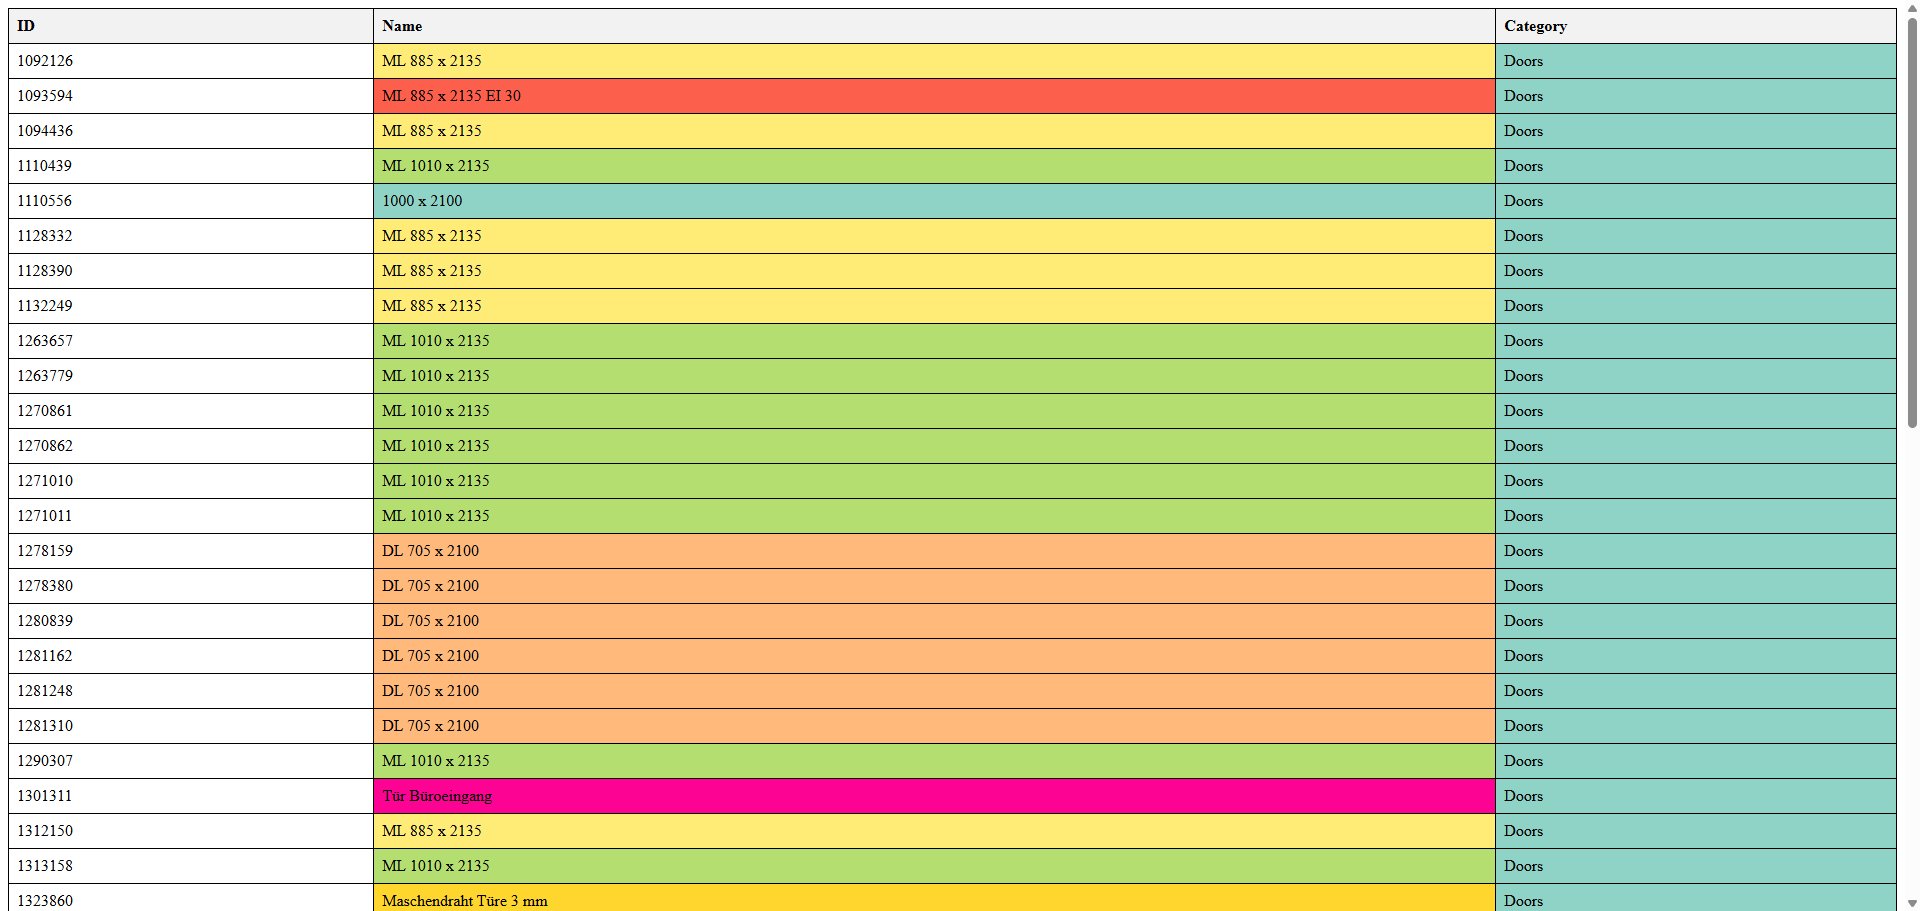 ID Name Category
1092126 ML 885 x 2135 Doors
1093594 ML 885 x 2135 EI 30 Doors
1094436 ML 885 x 2135 Doors
1110439 ML 1010 x 2135 Doors
1110556 1000 x 2100 Doors
1128332 ML 885 x 2135 Doors
1128390 ML 885 x 2135 Doors
1132249 ML 885 x 2135 Doors
1263657 ML 1010 x 2135 Doors
1263779 ML 1010 x 2135 Doors
1270861 ML 1010 x 2135 Doors
1270862 ML 1010 x 2135 Doors
1271010 ML 1010 x 2135 Doors
1271011 ML 1010 x 2135 Doors
1278159 DL 705 x 2100 Doors
1278380 DL 705 x 2100 Doors
1280839 DL 705 x 2100 Doors
1281162 DL 705 x 2100 Doors
1281248 DL 705 x 2100 Doors
1281310 DL 705 x 2100 Doors
1290307 ML 1010 x 2135 Doors
1301311 Tür Büroeingang Doors
1312150 ML 885 x 2135 Doors
1313158 ML 1010 x 2135 Doors
1323860 Maschendraht Türe 3 mm Doors